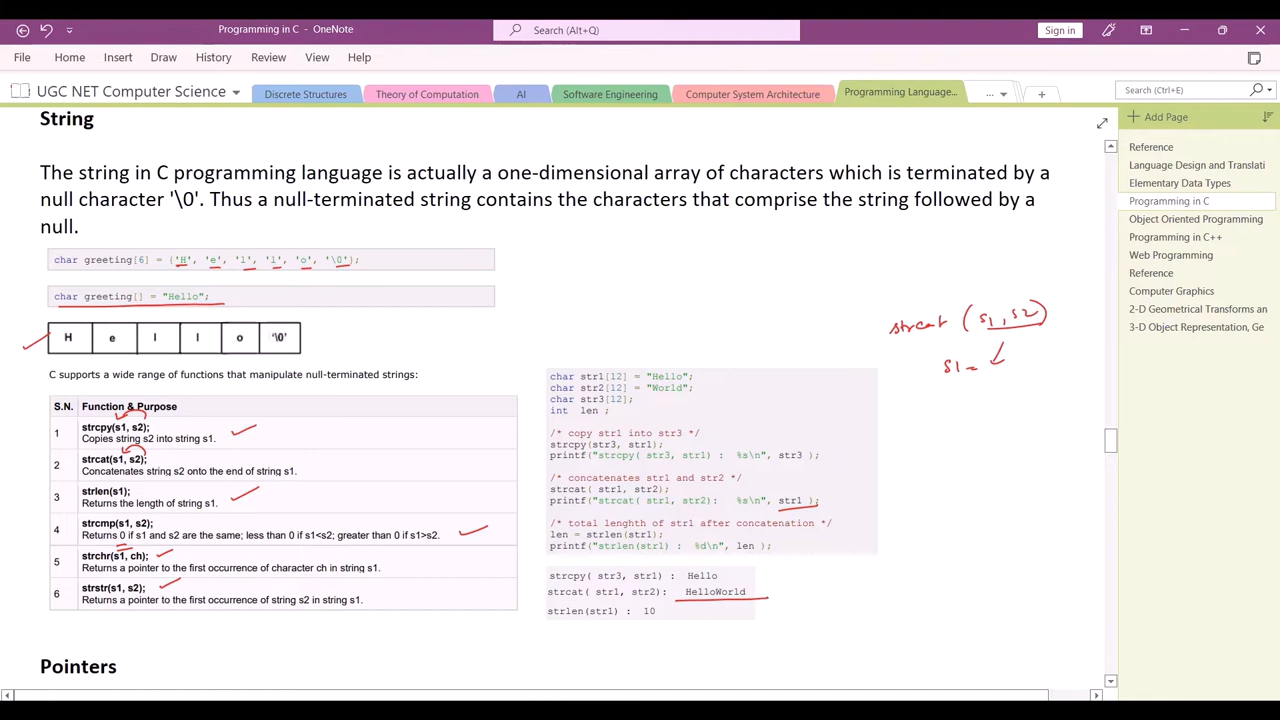 Programming in C - OneNote
Search (Alt+Q)
Sign in
File Home Insert Draw History Review View Help
UGC NET Computer Science
Discrete Structures Theory of Computation AI Software Engineering Computer System Architecture Programming Language... ...
Search (Ctrl+E)
String
The string in C programming language is actually a one-dimensional array of characters which is terminated by a
null character '\0'. Thus a null-terminated string contains the characters that comprise the string followed by a
null.
char greeting[6] = {'H', 'e', 'l', 'l', 'o', '\0'};
char greeting[] = "Hello";
H e l l o '\0'
C supports a wide range of functions that manipulate null-terminated strings:
S.N. Function & Purpose
1 strcpy(s1, s2);
Copies string s2 into string s1.
2 strcat(s1, s2);
Concatenates string s2 onto the end of string s1.
3 strlen(s1);
Returns the length of string s1.
4 strcmp(s1, s2);
Returns 0 if s1 and s2 are the same; less than 0 if s1<s2; greater than 0 if s1>s2.
5 strchr(s1, ch);
Returns a pointer to the first occurrence of character ch in string s1.
6 strstr(s1, s2);
Returns a pointer to the first occurrence of string s2 in string s1.
char str1[12] = "Hello";
char str2[12] = "World";
char str3[12];
int len ;
/* copy str1 into str3 */
strcpy(str3, str1);
printf("strcpy( str3, str1) : %s\n", str3 );
/* concatenates str1 and str2 */
strcat( str1, str2);
printf("strcat( str1, str2): %s\n", str1 );
/* total lenghth of str1 after concatenation */
len = strlen(str1);
printf("strlen(str1) : %d\n", len );
strcpy( str3, str1) : Hello
strcat( str1, str2): HelloWorld
strlen(str1) : 10
strcat (s1, s2)
s1 =
Pointers
Add Page
Reference
Language Design and Translati
Elementary Data Types
Programming in C
Object Oriented Programming
Programming in C++
Web Programming
Reference
Computer Graphics
2-D Geometrical Transforms an
3-D Object Representation, Ge